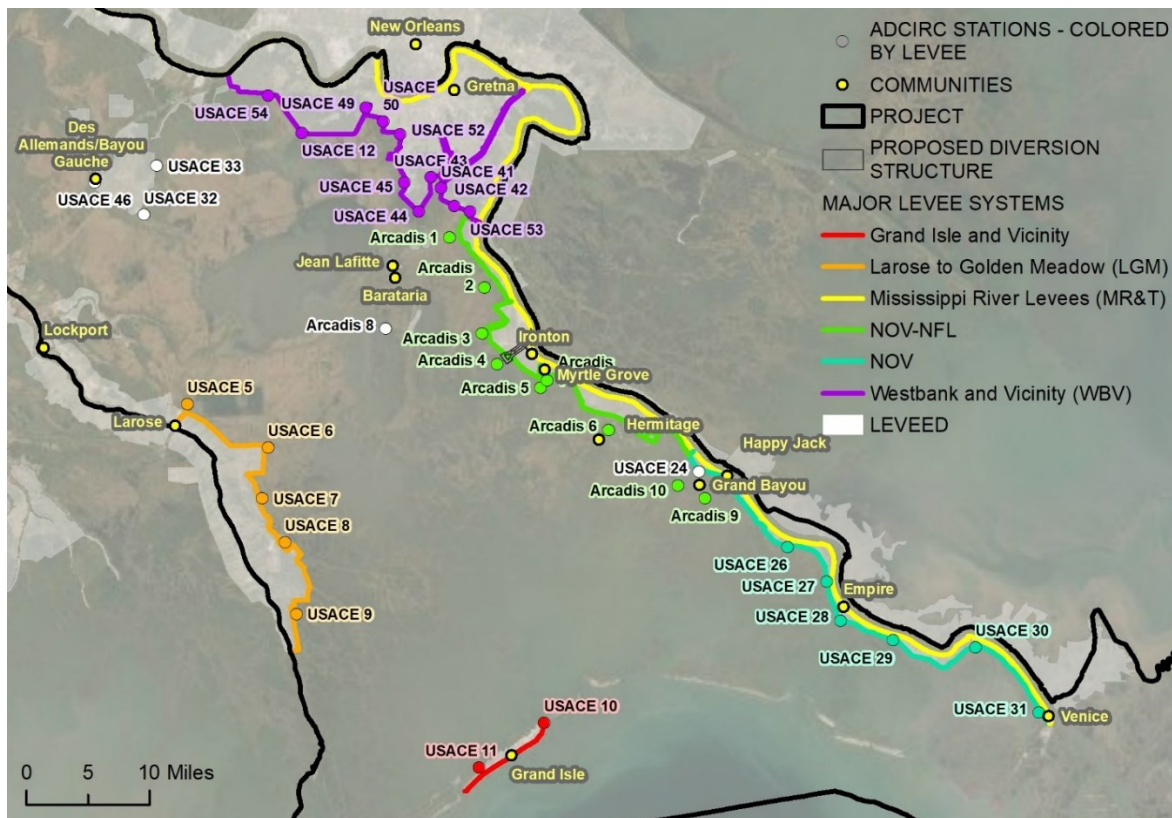 New Orleans
USACE
50
Gretna
USACE 49
USACE 54
USACE 52
USACE 12
Des
Allemands/Bayou
Gauche
USACE 33
USACE 43
USACE 41
USACE 45
USACE 42
USACE 46
USACE 32
USACE 44
USACE 53
Arcadis 1
Jean Lafitte
Arcadis
2
Barataria
Lockport
Arcadis 8
Arcadis 3
Ironton
Arcadis 4
Arcadis
Myrtle Grove
Arcadis 5
USACE 5
Larose
Arcadis 6
Hermitage
USACE 6
Happy Jack
USACE 24
Grand Bayou
Arcadis 10
USACE 7
Arcadis 9
USACE 8
USACE 26
USACE 27
Empire
USACE 9
USACE 28
USACE 30
USACE 29
USACE 10
USACE 31
Venice
USACE 11
Grand Isle
0 5 10 Miles
ADCIRC STATIONS - COLORED
BY LEVEE
COMMUNITIES
PROJECT
PROPOSED DIVERSION
STRUCTURE
MAJOR LEVEE SYSTEMS
Grand Isle and Vicinity
Larose to Golden Meadow (LGM)
Mississippi River Levees (MR&T)
NOV-NFL
NOV
Westbank and Vicinity (WBV)
LEVEED